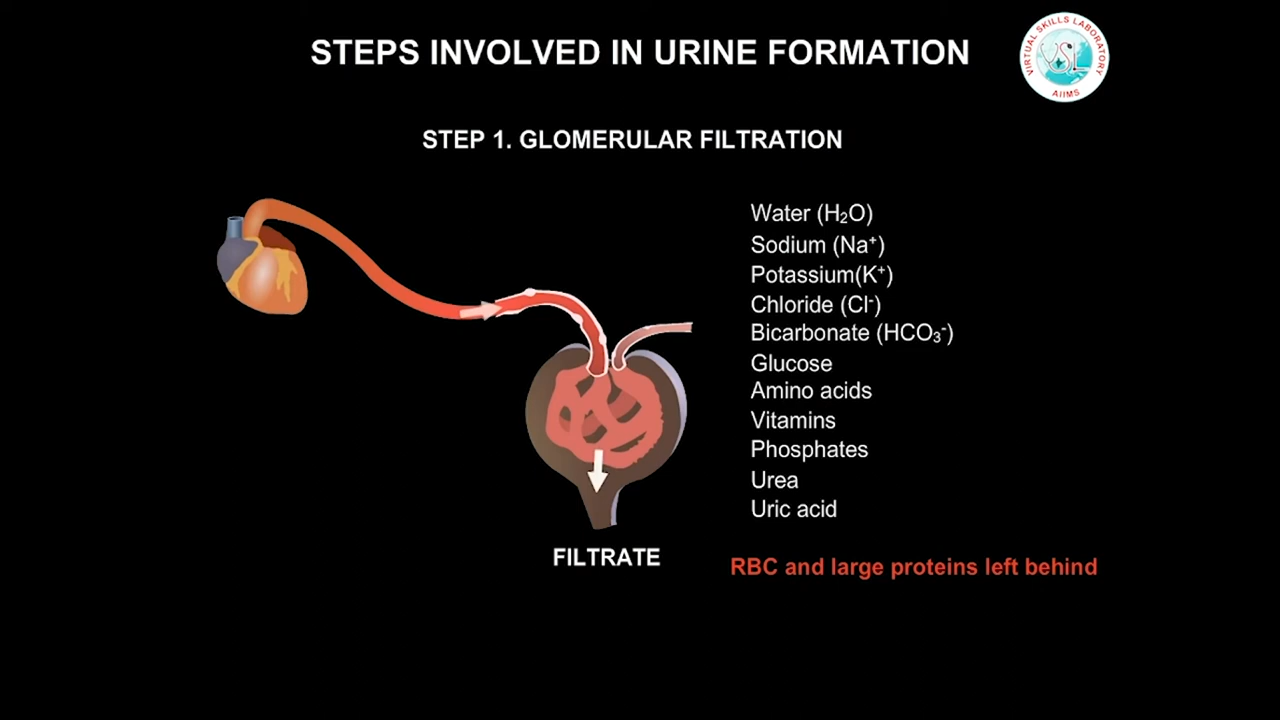 STEPS INVOLVED IN URINE FORMATION
VIRTUAL SKILLS LABORATORY
VSL
AIIMS
STEP 1. GLOMERULAR FILTRATION
Water (H₂O)
Sodium (Na⁺)
Potassium(K⁺)
Chloride (Cl⁻)
Bicarbonate (HCO₃⁻)
Glucose
Amino acids
Vitamins
Phosphates
Urea
Uric acid
FILTRATE
RBC and large proteins left behind